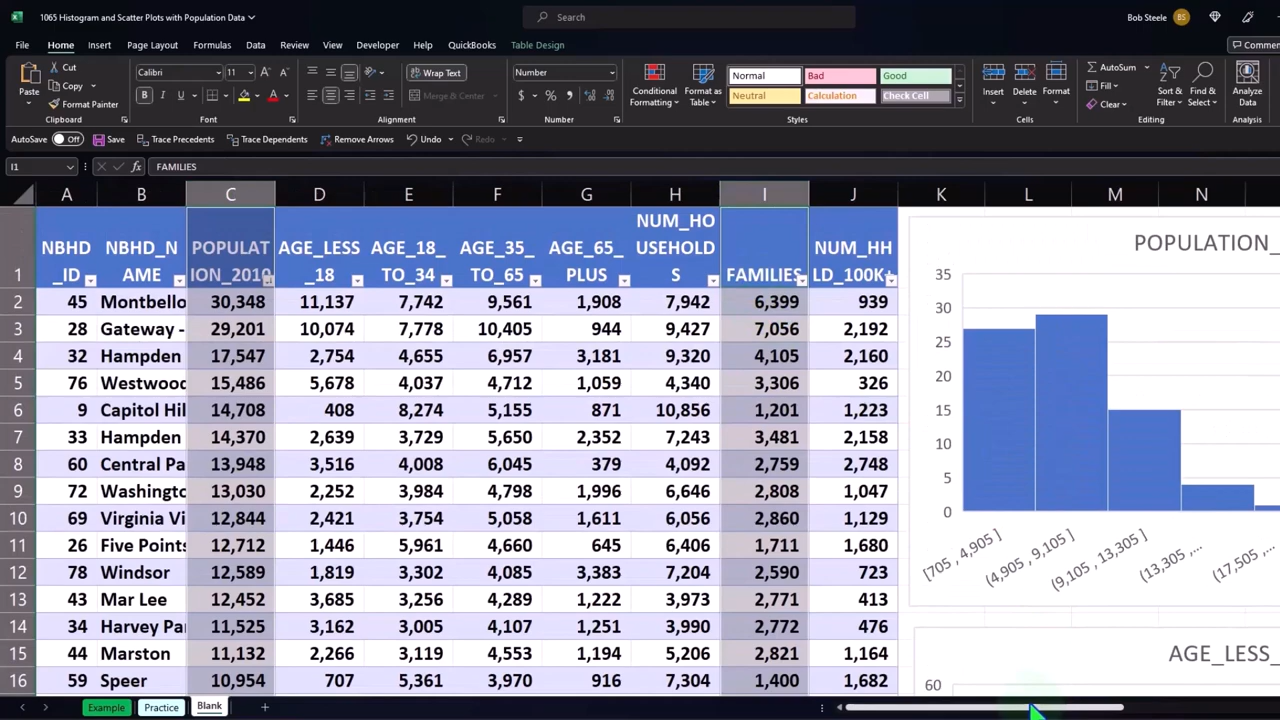 1065 Histogram and Scatter Plots with Population Data
Search
Bob Steele BS
File Home Insert Page Layout Formulas Data Review View Developer Help QuickBooks Table Design Commen
Paste Cut Copy Format Painter Clipboard
Calibri 11 Font
Wrap Text Merge & Center Alignment
Number Number
Conditional Formatting Format as Table Normal Bad Good Neutral Calculation Check Cell Styles
Insert Delete Format Cells
AutoSum Fill Clear Sort & Filter Find & Select Editing
Analyze Data Analysis
AutoSave Off Save Trace Precedents Trace Dependents Remove Arrows Undo Redo
I1 fx FAMILIES
A B C D E F G H I J K L M N
1 NBHD_ID NBHD_NAME POPULATION_2010 AGE_LESS_18 AGE_18_TO_34 AGE_35_TO_65 AGE_65_PLUS NUM_HOUSEHOLDS FAMILIES NUM_HHLD_100K+
2 45 Montbello 30,348 11,137 7,742 9,561 1,908 7,942 6,399 939
3 28 Gateway - 29,201 10,074 7,778 10,405 944 9,427 7,056 2,192
4 32 Hampden 17,547 2,754 4,655 6,957 3,181 9,320 4,105 2,160
5 76 Westwood 15,486 5,678 4,037 4,712 1,059 4,340 3,306 326
6 9 Capitol Hil 14,708 408 8,274 5,155 871 10,856 1,201 1,223
7 33 Hampden 14,370 2,639 3,729 5,650 2,352 7,243 3,481 2,158
8 60 Central Pa 13,948 3,516 4,008 6,045 379 4,092 2,759 2,748
9 72 Washingto 13,030 2,252 3,984 4,798 1,996 6,646 2,808 1,047
10 69 Virginia Vi 12,844 2,421 3,754 5,058 1,611 6,056 2,860 1,129
11 26 Five Points 12,712 1,446 5,961 4,660 645 6,406 1,711 1,680
12 78 Windsor 12,589 1,819 3,302 4,085 3,383 7,204 2,590 723
13 43 Mar Lee 12,452 3,685 3,256 4,289 1,222 3,973 2,771 413
14 34 Harvey Pa 11,525 3,162 3,005 4,107 1,251 3,990 2,772 476
15 44 Marston 11,132 2,266 3,119 4,553 1,194 5,206 2,821 1,164
16 59 Speer 10,954 707 5,361 3,970 916 7,304 1,400 1,682
POPULATION_
35
30
25
20
15
10
5
0
[705 , 4,905 ] (4,905 , 9,105 ] (9,105 , 13,305 ] (13,305 ,... (17,505 ,...
AGE_LESS_
60
Example Practice Blank